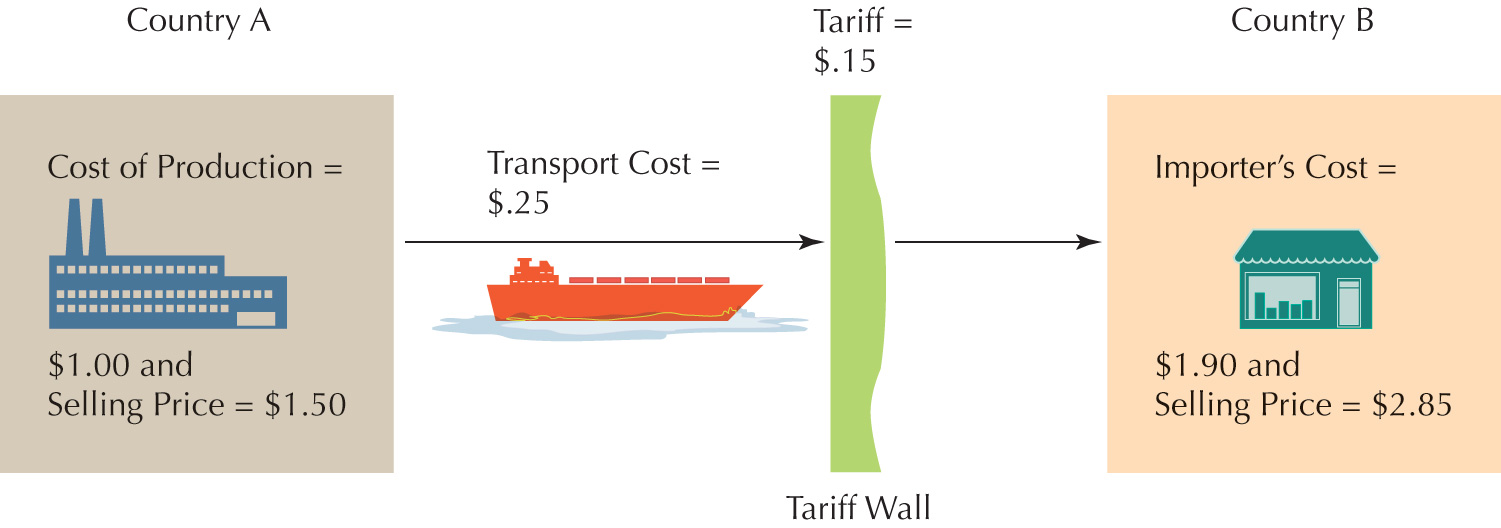 Country A
Tariff =
$.15
Country B
Cost of Production =
$1.00 and
Selling Price = $1.50
Transport Cost =
$.25
Importer’s Cost =
$1.90 and
Selling Price = $2.85
Tariff Wall